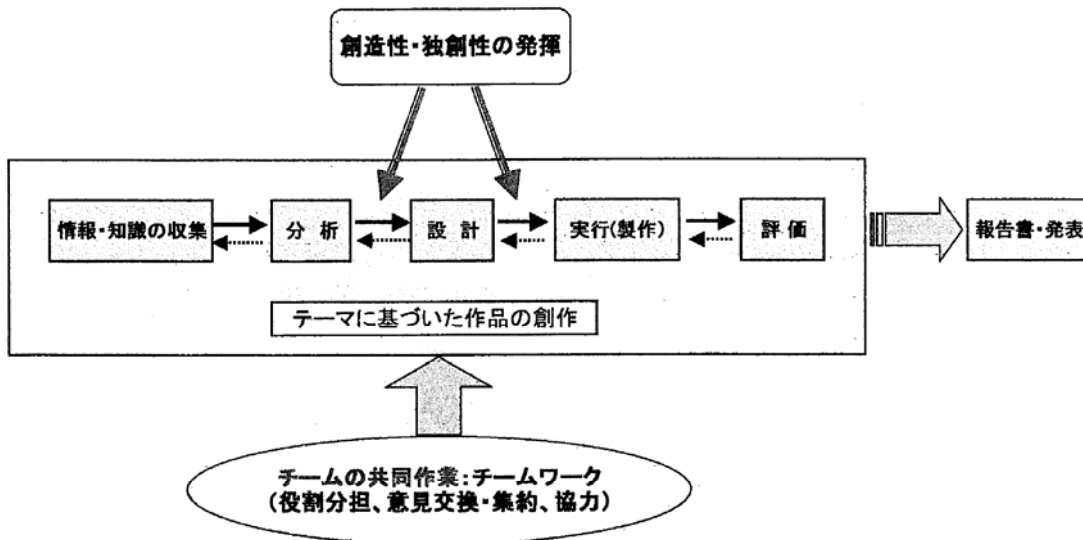 創造性・独創性の発揮
情報・知識の収集
分析
設計
実行(製作)
評価
報告書・発表
テーマに基づいた作品の創作
チームの共同作業:チームワーク
(役割分担、意見交換・集約、協力)